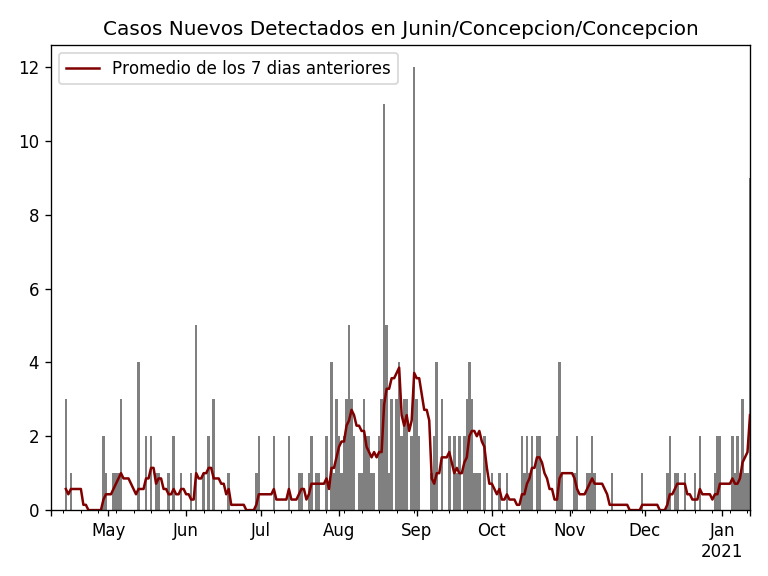 Casos Nuevos Detectados en Junin/Concepcion/Concepcion
Promedio de los 7 dias anteriores
12
10
8
6
4
2
0
May Jun Jul Aug Sep Oct Nov Dec Jan
2021